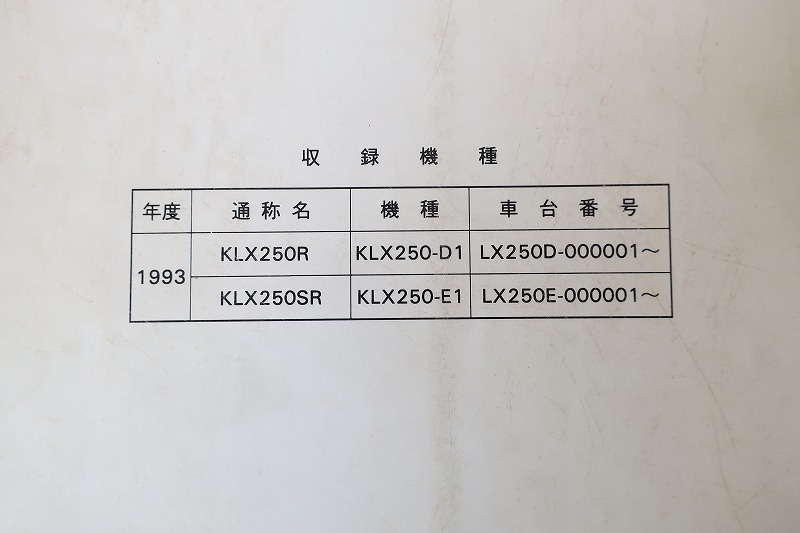 収録機種
年度 通称名 機種 車台番号
1993 KLX250R KLX250-D1 LX250D-000001～
KLX250SR KLX250-E1 LX250E-000001～